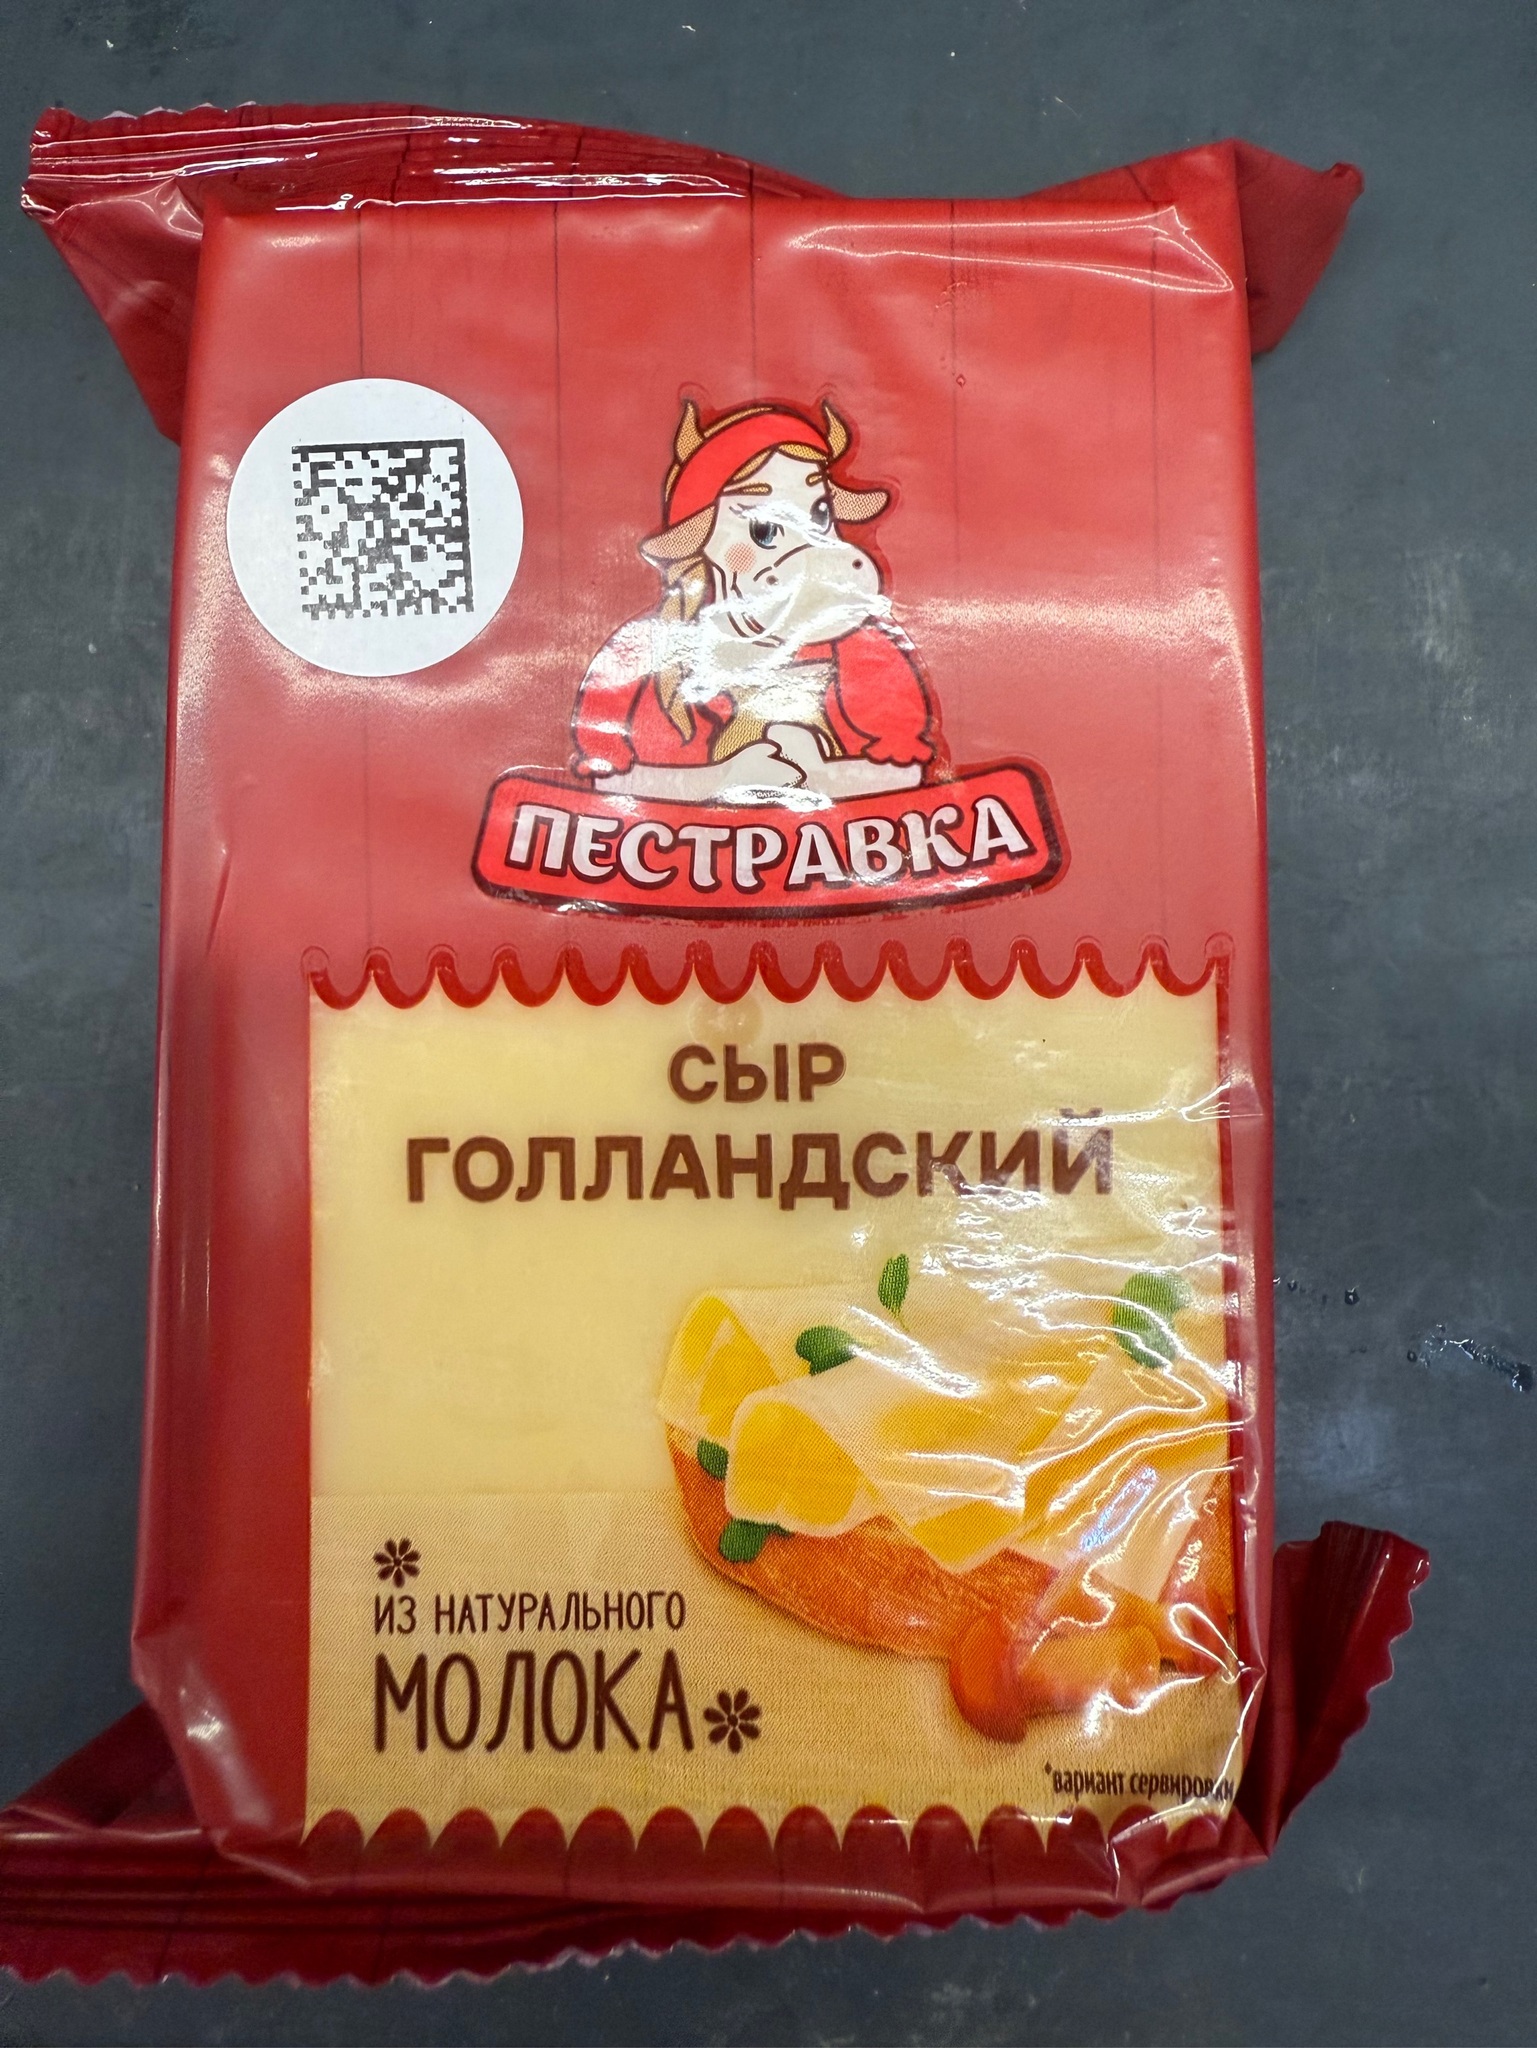 ПЕСТРАВКА
СЫР
ГОЛЛАНДСКИЙ
ИЗ НАТУРАЛЬНОГО
МОЛОКА
*вариант сервировки